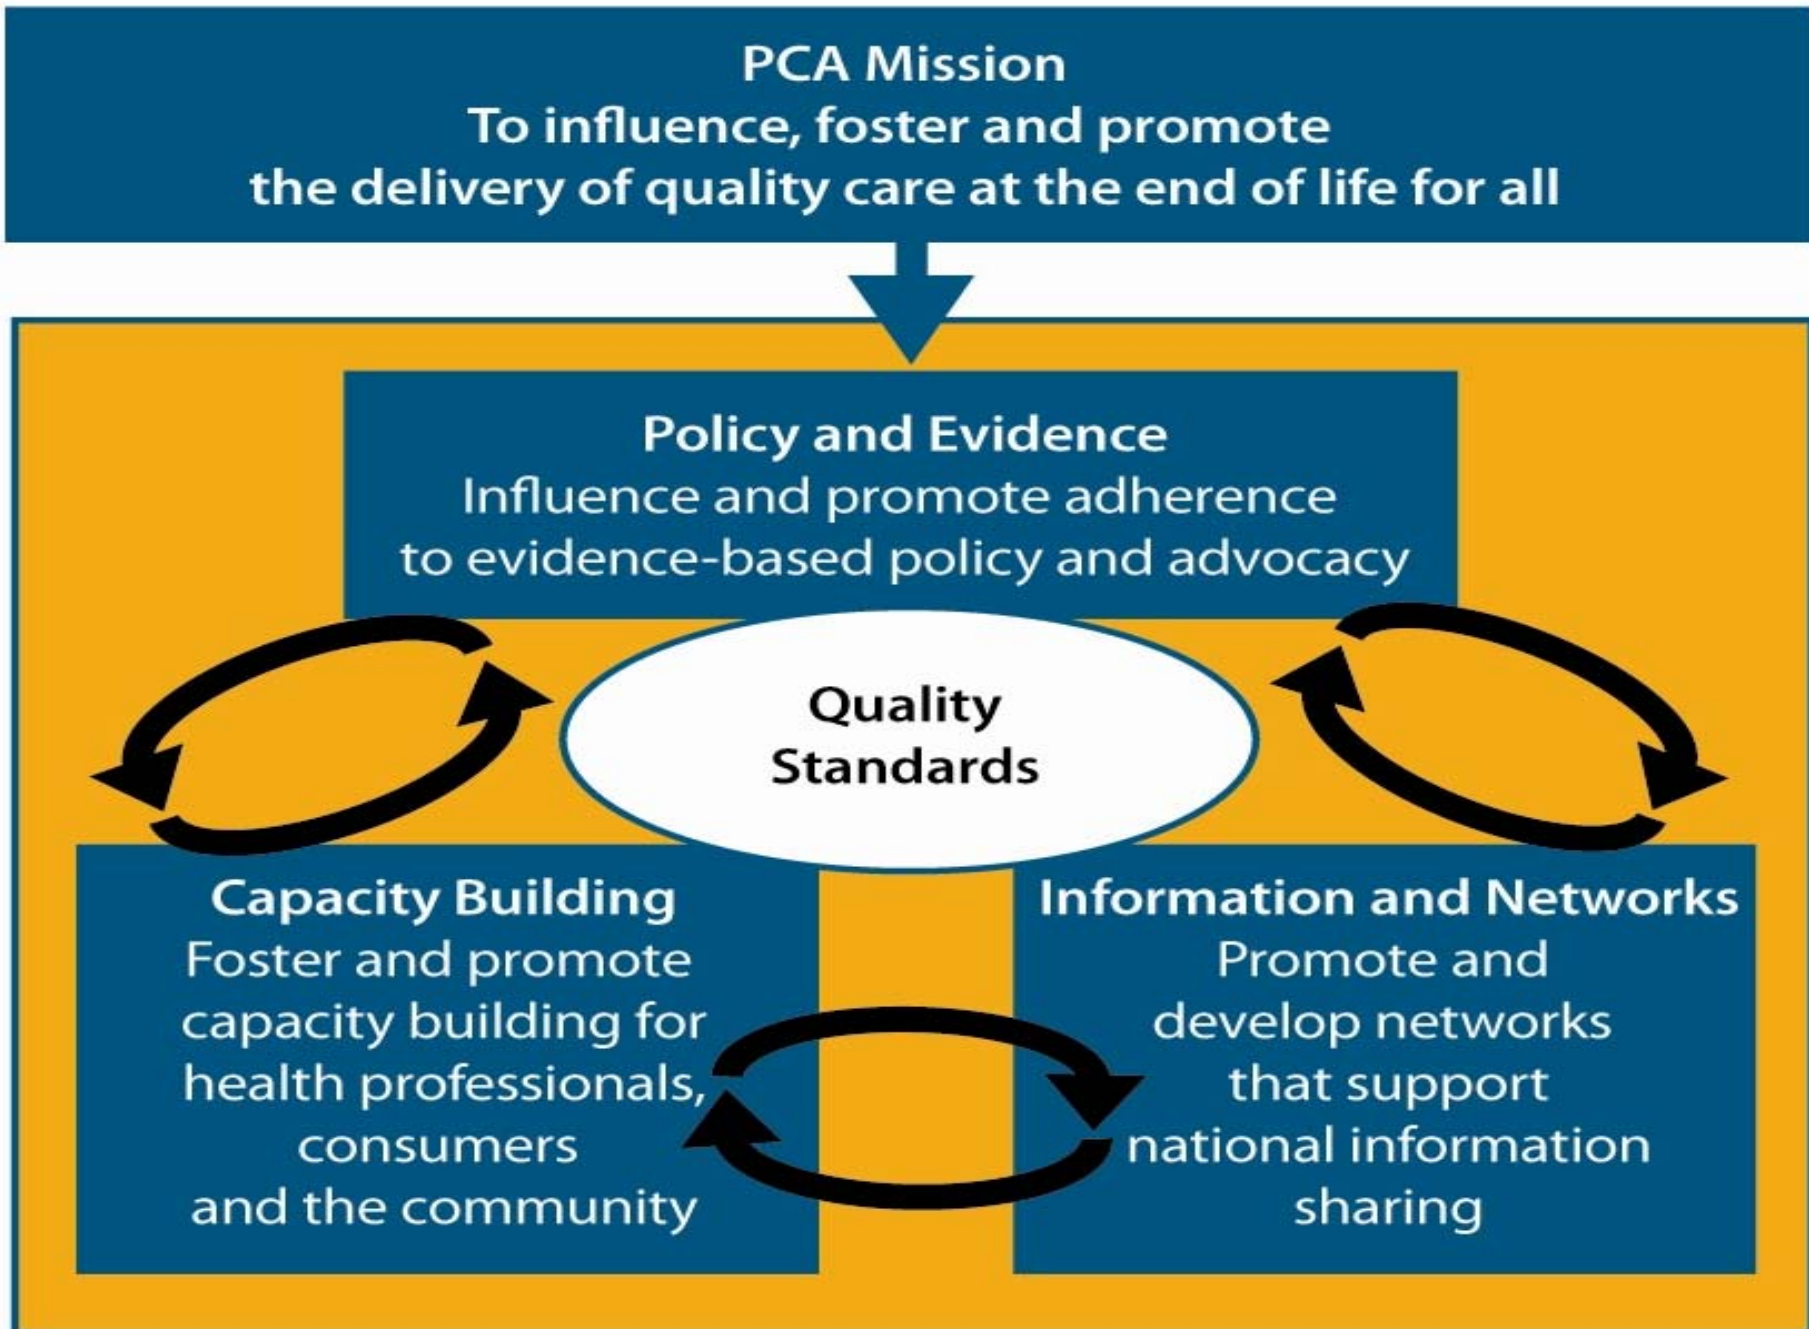 PCA Mission
To influence, foster and promote
the delivery of quality care at the end of life for all
Policy and Evidence
Influence and promote adherence
to evidence-based policy and advocacy
Quality
Standards
Capacity Building
Foster and promote
capacity building for
health professionals,
consumers
and the community
Information and Networks
Promote and
develop networks
that support
national information
sharing